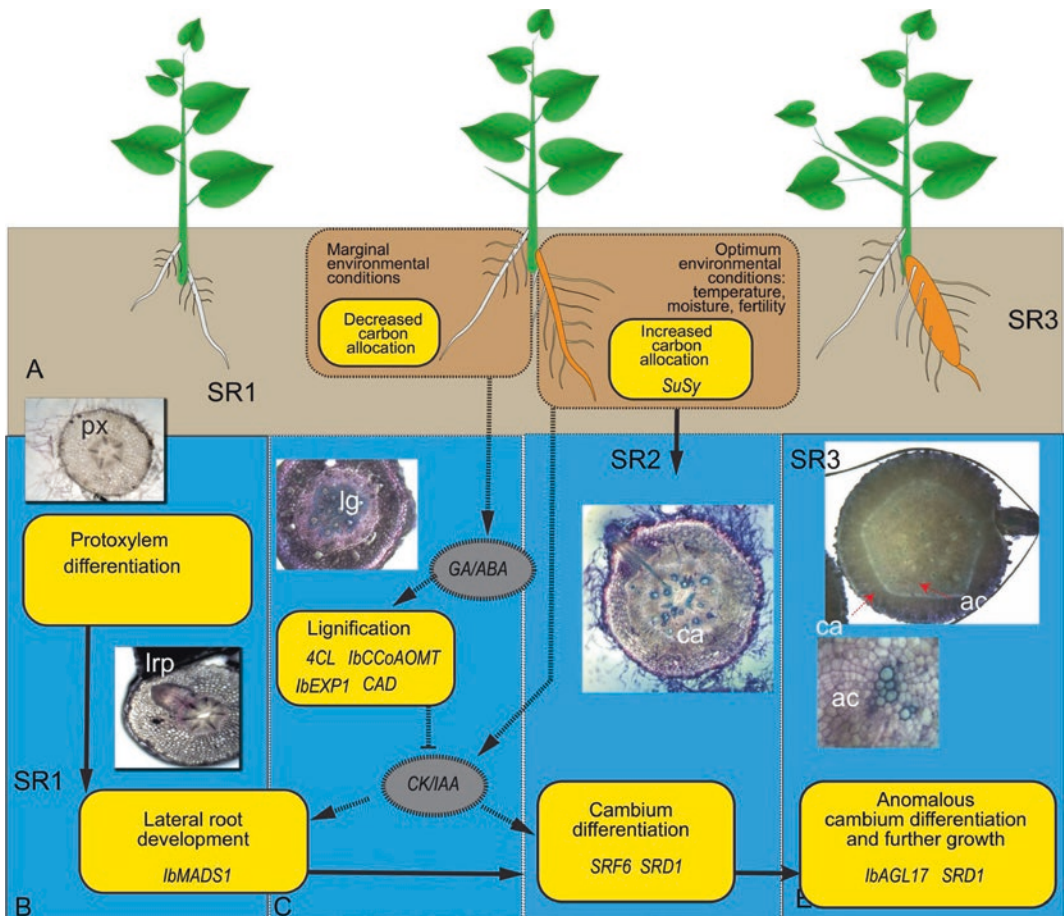 Marginal
environmental
conditions
Decreased
carbon
allocation
Optimum
environmental
conditions:
temperature,
moisture, fertility
Increased
carbon
allocation
SuSy
A
SR1
SR3
px
Protoxylem
differentiation
lrp
SR1
Lateral root
development
IbMADS1
B
lg
GA/ABA
Lignification
4CL IbCCoAOMT
IbEXP1 CAD
CK/IAA
C
SR2
ca
Cambium
differentiation
SRF6 SRD1
SR3
ca
ac
ac
Anomalous
cambium differentiation
and further growth
IbAGL17 SRD1
E